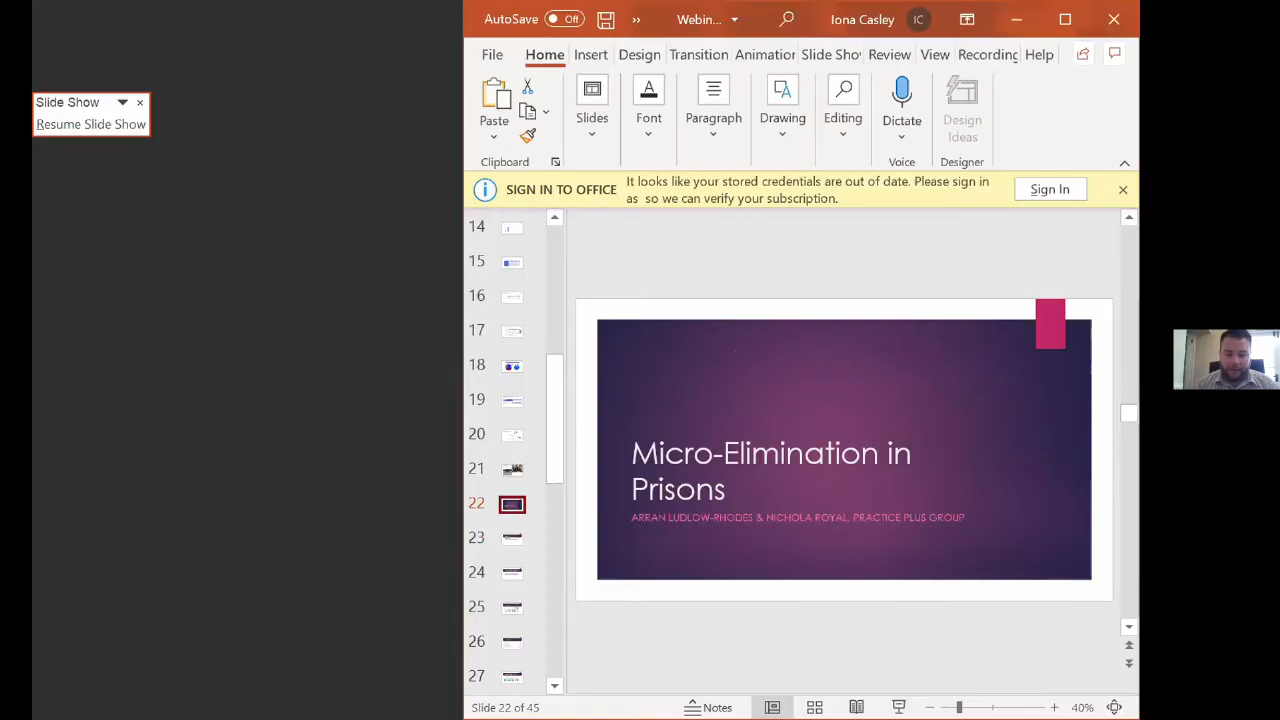 AutoSave Off Webin... Iona Casley IC
File Home Insert Design Transition Animation Slide Sho Review View Recording Help
Slide Show
Resume Slide Show
Paste Slides Font Paragraph Drawing Editing Dictate Design Ideas
Clipboard Voice Designer
SIGN IN TO OFFICE It looks like your stored credentials are out of date. Please sign in
as so we can verify your subscription. Sign In
14
15
16
17
18
19
20
21
22
23
24
25
26
27
Micro-Elimination in
Prisons
ARRAN LUDLOW-RHODES & NICHOLA ROYAL, PRACTICE PLUS GROUP
Slide 22 of 45 Notes 40%